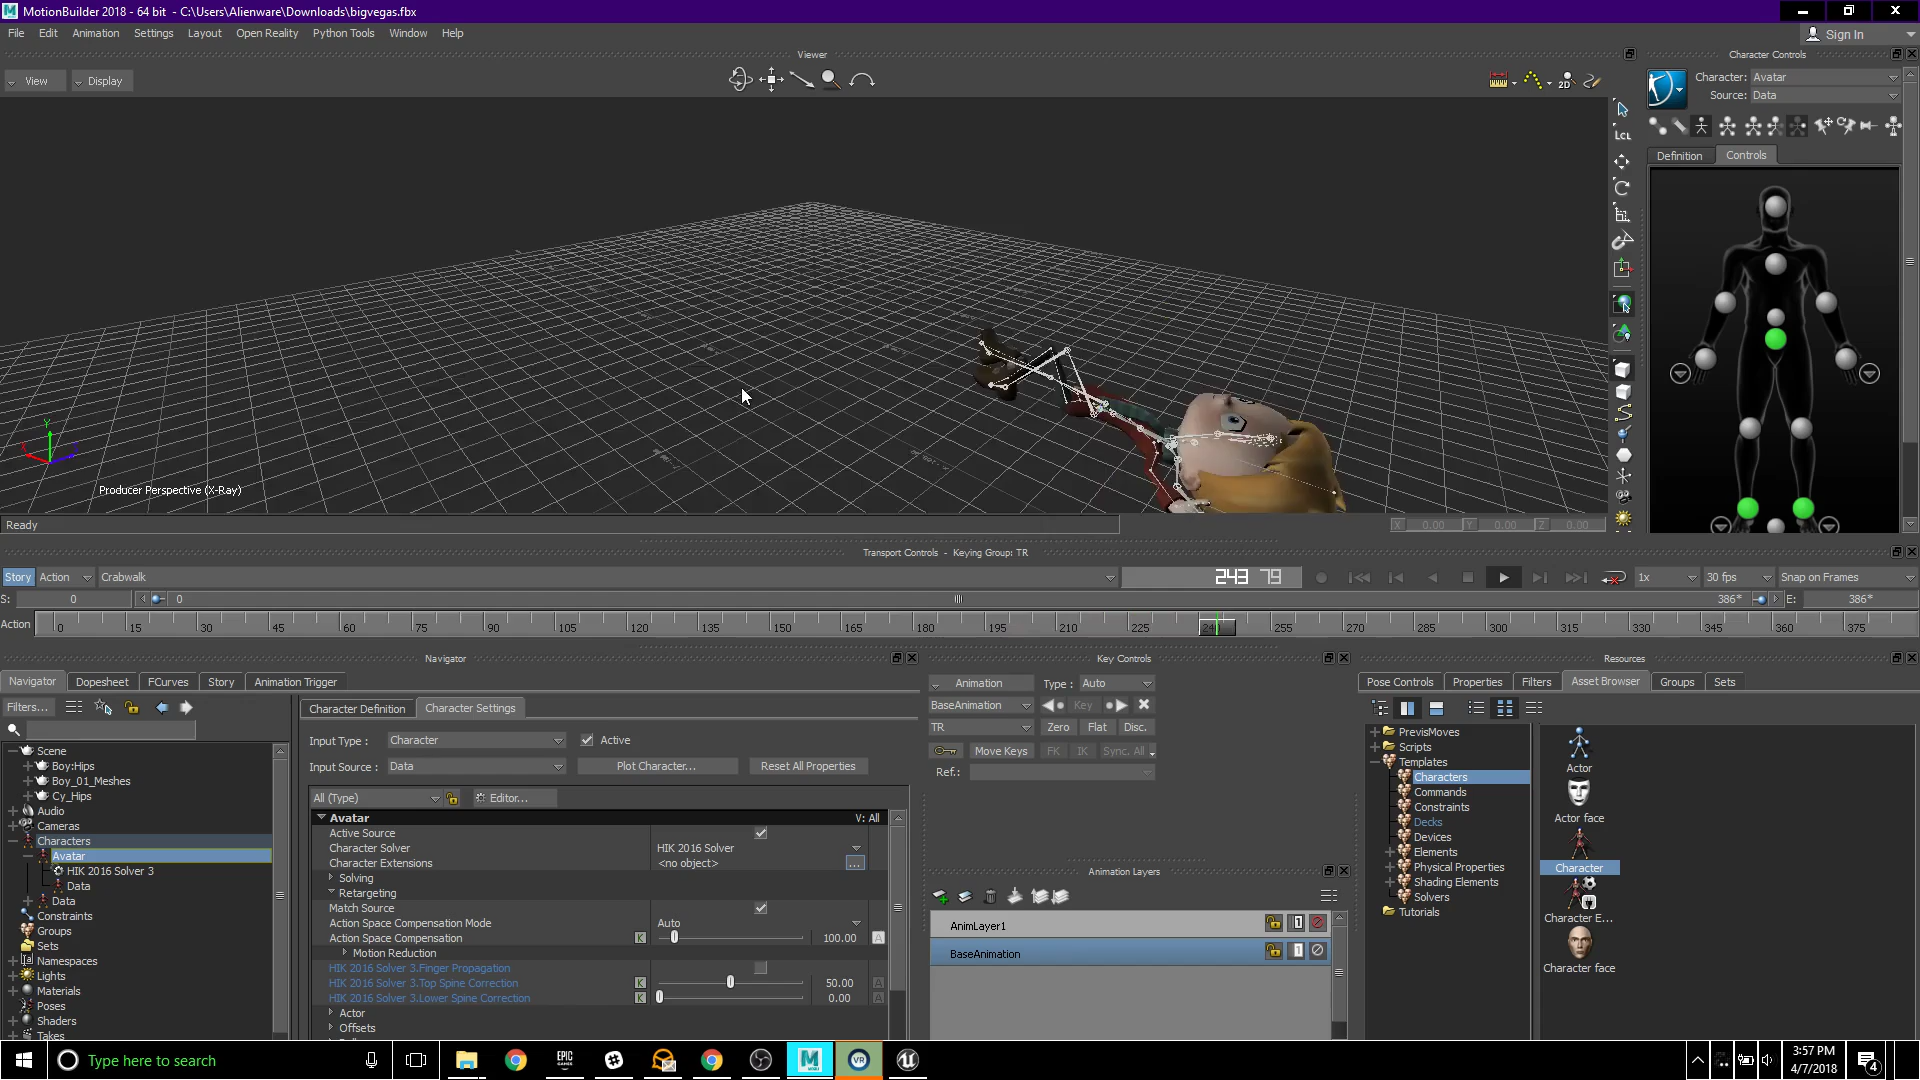 MotionBuilder 2018 - 64 bit - C:\Users\Alienware\Downloads\bigvegas.fbx
File Edit Animation Settings Layout Open Reality Python Tools Window Help
Sign In
Viewer
View Display
2D
Producer Perspective (X-Ray)
Y
Ready
X 0.00 Y 0.00 Z 0.00
LCL
Character Controls
Character: Avatar
Source: Data
Definition Controls
Transport Controls - Keying Group: TR
Story Action Crabwalk 243 79 1x 30 fps Snap on Frames
S: 0 0 386* E: 386*
Action 0 15 30 45 60 75 90 105 120 135 150 165 180 195 210 225 240 255 270 285 300 315 330 345 360 375
Navigator
Navigator Dopesheet FCurves Story Animation Trigger
Filters...
Scene
Boy:Hips
Boy_01_Meshes
Cy_Hips
Audio
Cameras
Characters
Avatar
HIK 2016 Solver 3
Data
Data
Constraints
Groups
Sets
Namespaces
Lights
Materials
Poses
Shaders
Takes
Character Definition Character Settings
Input Type : Character Active
Input Source : Data Plot Character... Reset All Properties
All (Type) Editor...
Avatar V: All
Active Source
Character Solver HIK 2016 Solver
Character Extensions <no object> ...
Solving
Retargeting
Match Source
Action Space Compensation Mode Auto
Action Space Compensation K 100.00 A
Motion Reduction
HIK 2016 Solver 3.Finger Propagation
HIK 2016 Solver 3.Top Spine Correction K 50.00 A
HIK 2016 Solver 3.Lower Spine Correction K 0.00 A
Actor
Offsets
Key Controls
Animation Type : Auto
BaseAnimation Key
TR Zero Flat Disc.
Move Keys FK IK Sync. All
Ref.:
Animation Layers
AnimLayer1
BaseAnimation
Resources
Pose Controls Properties Filters Asset Browser Groups Sets
PrevisMoves
Scripts
Templates
Characters
Commands
Constraints
Decks
Devices
Elements
Physical Properties
Shading Elements
Solvers
Tutorials
Actor
Actor face
Character
Character E...
Character face
Type here to search
EPIC GAMES
VR
3:57 PM
4/7/2018
4